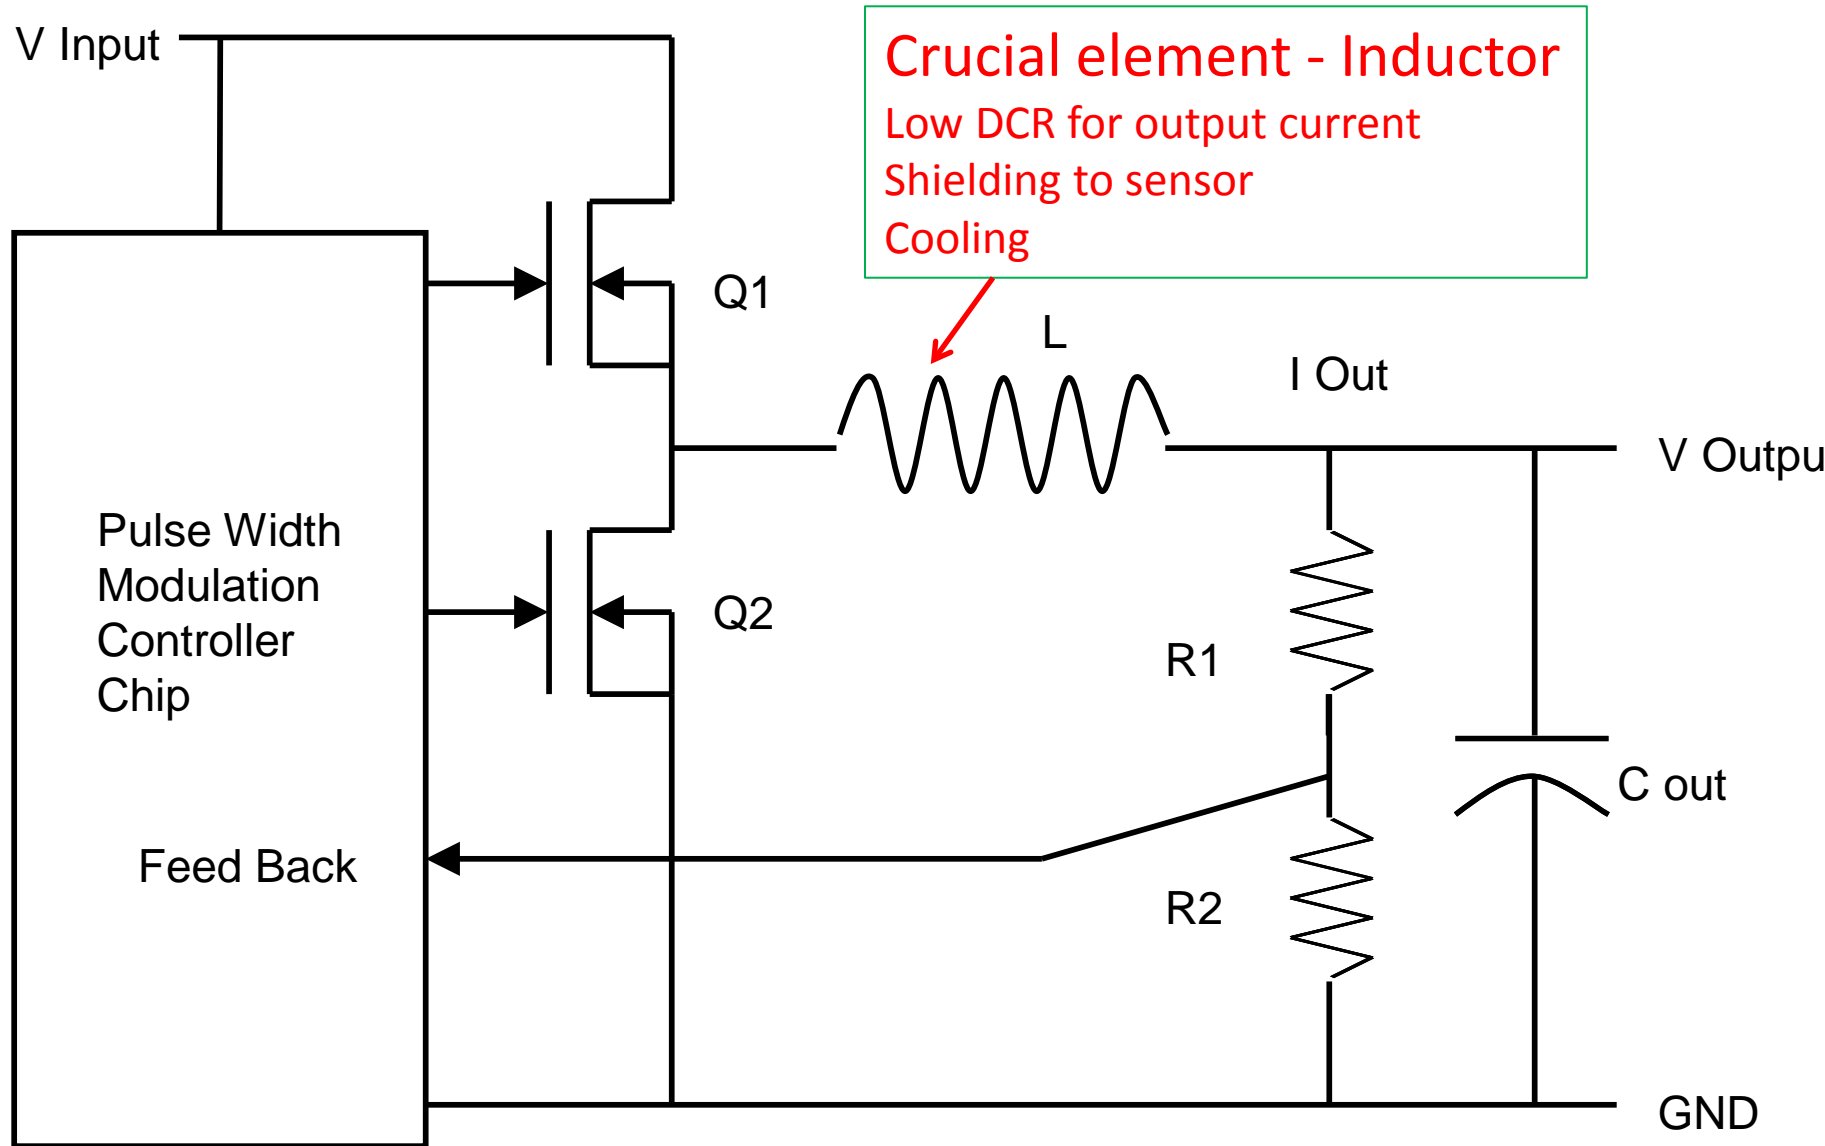 V Input
Crucial element - Inductor
Low DCR for output current
Shielding to sensor
Cooling
Q1
L
I Out
V Outpu
Pulse Width
Modulation
Controller
Chip
Q2
R1
C out
Feed Back
R2
GND